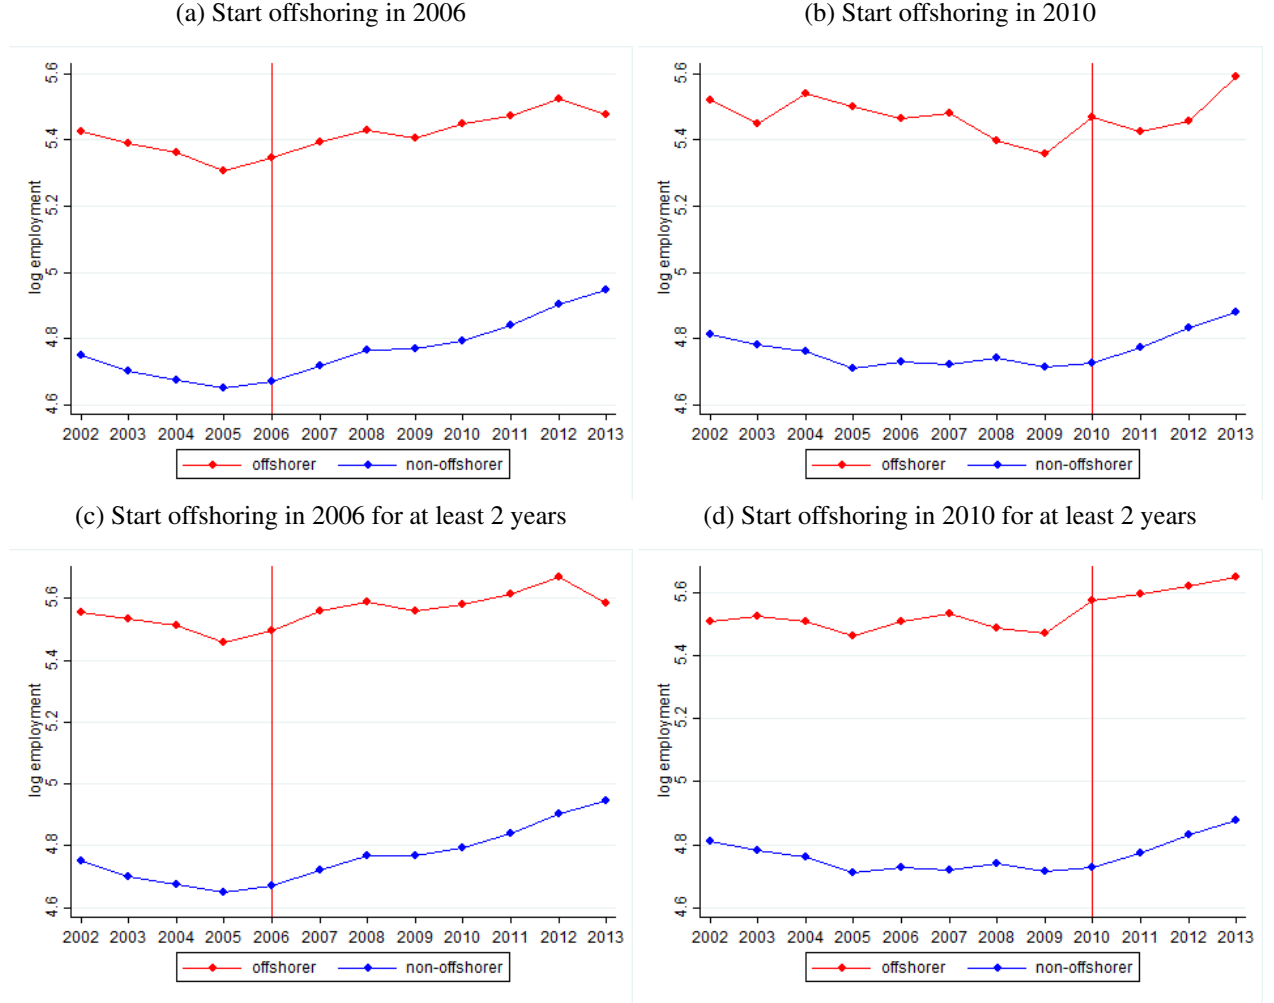 (a) Start offshoring in 2006
log employment
5.6
5.4
5.2
5
4.8
4.6
2002 2003 2004 2005 2006 2007 2008 2009 2010 2011 2012 2013
offshorer non-offshorer
(b) Start offshoring in 2010
log employment
5.6
5.4
5.2
5
4.8
4.6
2002 2003 2004 2005 2006 2007 2008 2009 2010 2011 2012 2013
offshorer non-offshorer
(c) Start offshoring in 2006 for at least 2 years
log employment
5.6
5.4
5.2
5
4.8
4.6
2002 2003 2004 2005 2006 2007 2008 2009 2010 2011 2012 2013
offshorer non-offshorer
(d) Start offshoring in 2010 for at least 2 years
log employment
5.6
5.4
5.2
5
4.8
4.6
2002 2003 2004 2005 2006 2007 2008 2009 2010 2011 2012 2013
offshorer non-offshorer